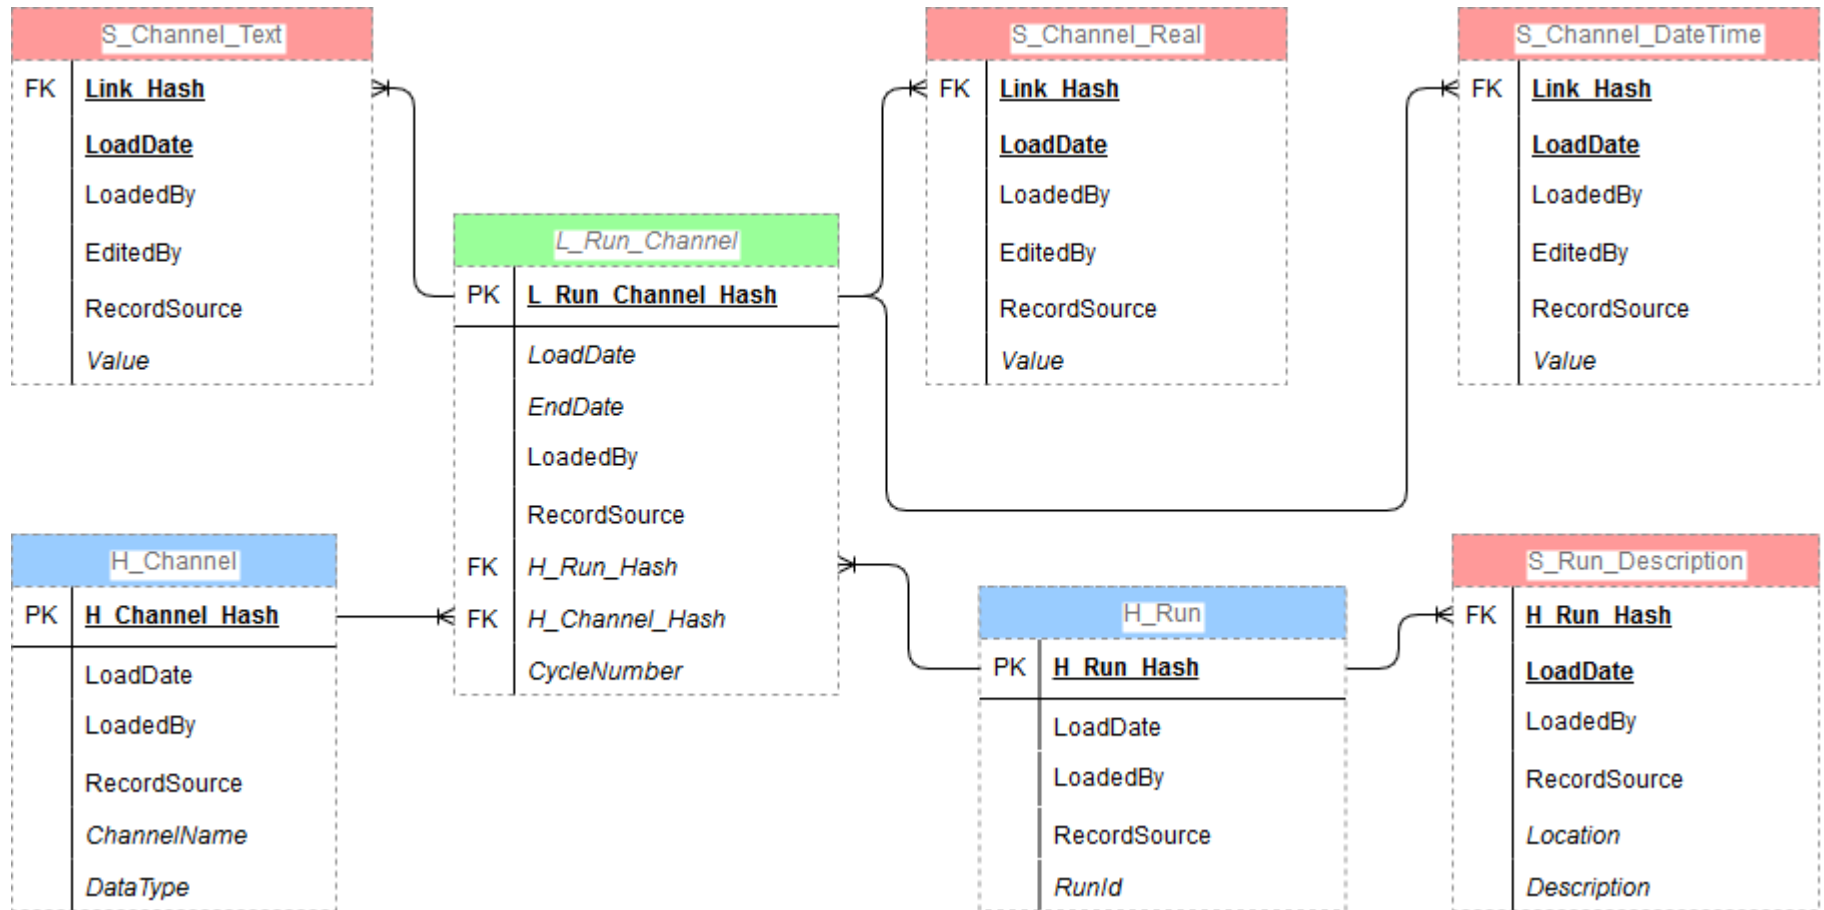 S_Channel_Text
FK Link_Hash
LoadDate
LoadedBy
EditedBy
RecordSource
Value
S_Channel_Real
FK Link_Hash
LoadDate
LoadedBy
EditedBy
RecordSource
Value
S_Channel_DateTime
FK Link_Hash
LoadDate
LoadedBy
EditedBy
RecordSource
Value
L_Run_Channel
PK L_Run_Channel_Hash
LoadDate
EndDate
LoadedBy
RecordSource
FK H_Run_Hash
FK H_Channel_Hash
CycleNumber
H_Channel
PK H_Channel_Hash
LoadDate
LoadedBy
RecordSource
ChannelName
DataType
H_Run
PK H_Run_Hash
LoadDate
LoadedBy
RecordSource
RunId
S_Run_Description
FK H_Run_Hash
LoadDate
LoadedBy
RecordSource
Location
Description